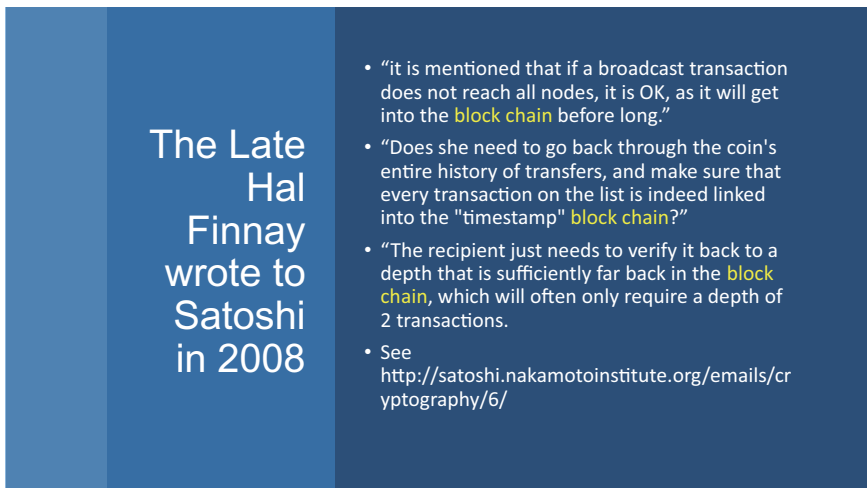 The Late
Hal
Finnay
wrote to
Satoshi
in 2008
• “it is mentioned that if a broadcast transaction
does not reach all nodes, it is OK, as it will get
into the block chain before long.”
• “Does she need to go back through the coin's
entire history of transfers, and make sure that
every transaction on the list is indeed linked
into the "timestamp" block chain?”
• “The recipient just needs to verify it back to a
depth that is sufficiently far back in the block
chain, which will often only require a depth of
2 transactions.
• See
http://satoshi.nakamotoinstitute.org/emails/cr
yptography/6/